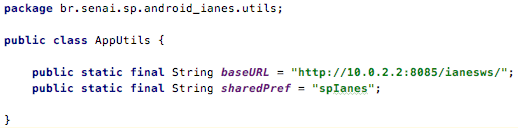 package br.senai.sp.android_ianes.utils;
public class AppUtils {
public static final String baseURL = "http://10.0.2.2:8085/ianesws/";
public static final String sharedPref = "spIanes";
}